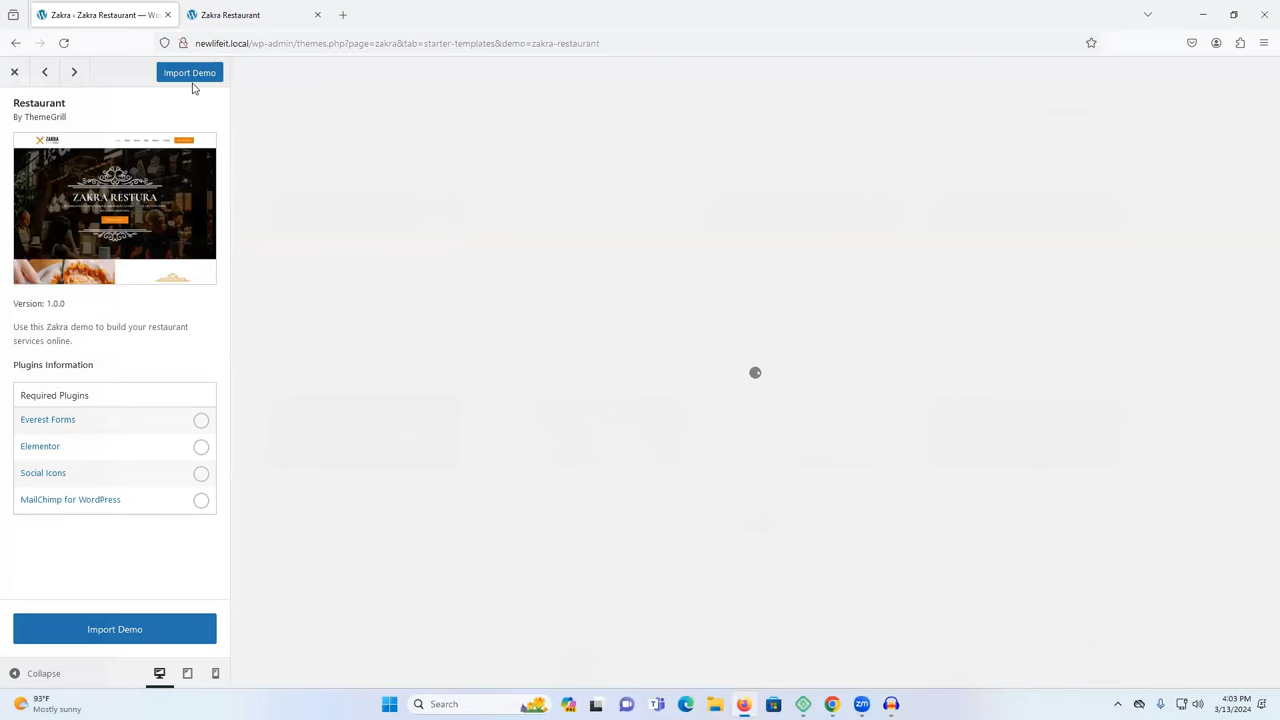 Zakra ‹ Zakra Restaurant — Wo
Zakra Restaurant
newlifeit.local/wp-admin/themes.php?page=zakra&tab=starter-templates&demo=zakra-restaurant
Import Demo
Restaurant
By ThemeGrill
ZAKRA
ZAKRA RESTURA
Version: 1.0.0
Use this Zakra demo to build your restaurant
services online.
Plugins Information
Required Plugins
Everest Forms
Elementor
Social Icons
MailChimp for WordPress
Import Demo
Collapse
93°F
Mostly sunny
Search
zm
4:03 PM
3/13/2024